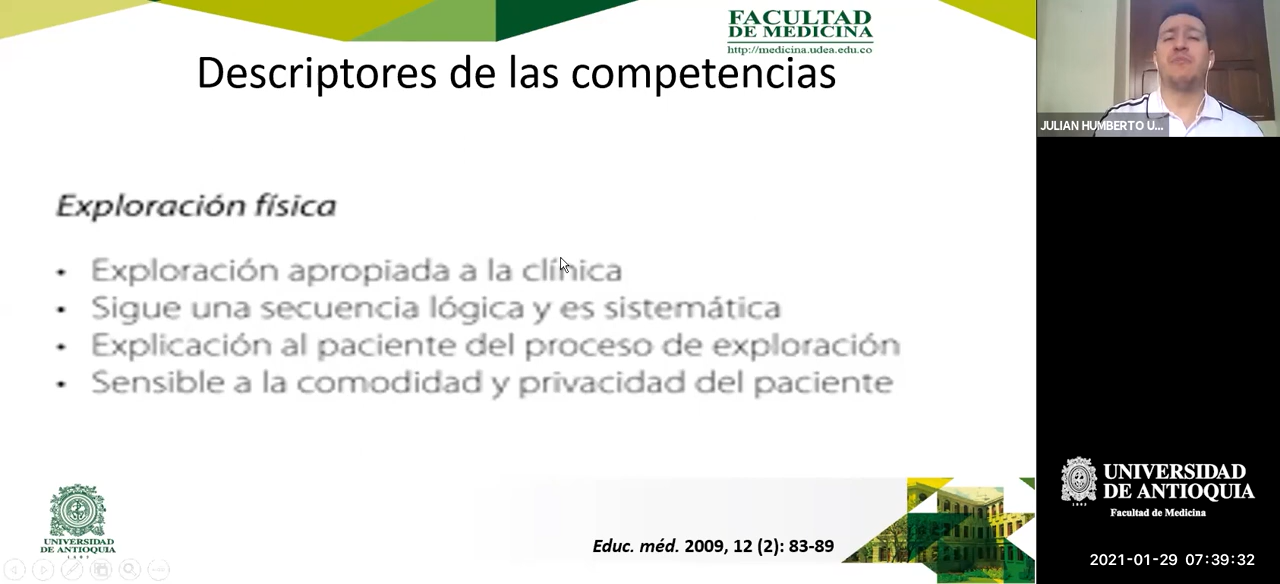 FACULTAD
DE MEDICINA
http://medicina.udea.edu.co
Descriptores de las competencias
Exploración física
• Exploración apropiada a la clínica
• Sigue una secuencia lógica y es sistemática
• Explicación al paciente del proceso de exploración
• Sensible a la comodidad y privacidad del paciente
UNIVERSIDAD
DE ANTIOQUIA
1803
Educ. méd. 2009, 12 (2): 83-89
JULIAN HUMBERTO U...
UNIVERSIDAD
DE ANTIOQUIA
1803
Facultad de Medicina
2021-01-29 07:39:32